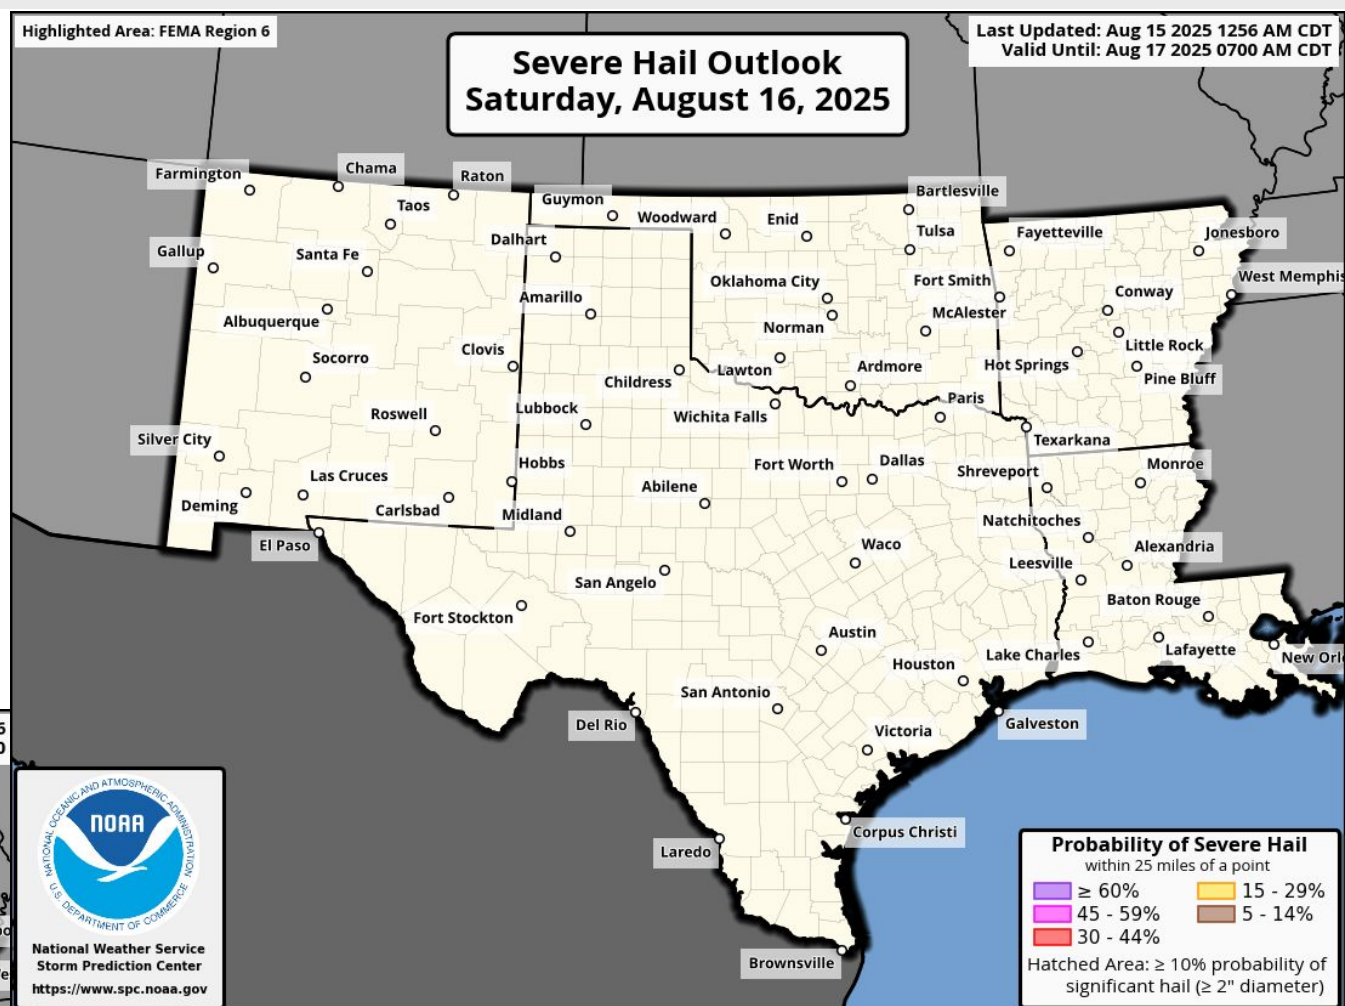 Highlighted Area: FEMA Region 6
Last Updated: Aug 15 2025 1256 AM CDT
Valid Until: Aug 17 2025 0700 AM CDT
Severe Hail Outlook
Saturday, August 16, 2025
Farmington
Chama
Raton
Guymon
Bartlesville
Taos
Woodward
Enid
Tulsa
Fayetteville
Jonesboro
Gallup
Santa Fe
Dalhart
Oklahoma City
Fort Smith
West Memphis
Albuquerque
Amarillo
Norman
McAlester
Conway
Little Rock
Socorro
Clovis
Childress
Lawton
Ardmore
Hot Springs
Pine Bluff
Roswell
Lubbock
Wichita Falls
Paris
Texarkana
Silver City
Las Cruces
Hobbs
Fort Worth
Dallas
Shreveport
Monroe
Deming
Carlsbad
Midland
Abilene
Natchitoches
El Paso
Waco
Alexandria
San Angelo
Leesville
Fort Stockton
Baton Rouge
Austin
Houston
Lake Charles
Lafayette
New Orl
San Antonio
Del Rio
Victoria
Galveston
Corpus Christi
Laredo
Brownsville
6
0
NATIONAL OCEANIC AND ATMOSPHERIC ADMINISTRATION
NOAA
U.S. DEPARTMENT OF COMMERCE
National Weather Service
Storm Prediction Center
https://www.spc.noaa.gov
Probability of Severe Hail
within 25 miles of a point
≥ 60% 15 - 29%
45 - 59% 5 - 14%
30 - 44%
Hatched Area: ≥ 10% probability of
significant hail (≥ 2" diameter)